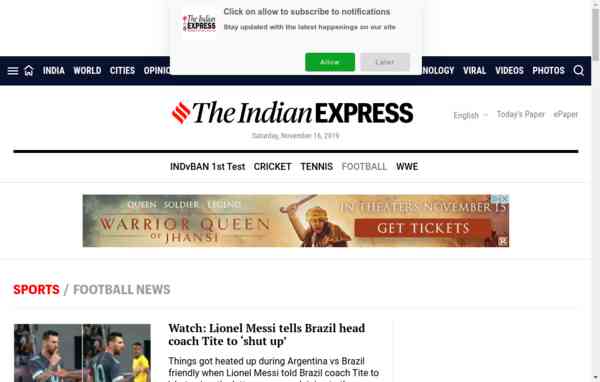 Click on allow to subscribe to notifications
Stay updated with the latest happenings on our site
The Indian
EXPRESS
Allow
Later
INDIA WORLD CITIES OPINIO
NOLOGY VIRAL VIDEOS PHOTOS
The Indian EXPRESS
Saturday, November 16, 2019
English Today's Paper ePaper
INDvBAN 1st Test CRICKET TENNIS FOOTBALL WWE
QUEEN SOLDIER LEGEND
WARRIOR QUEEN
OF JHANSI
IN THEATERS NOVEMBER 15
GET TICKETS
R
SPORTS / FOOTBALL NEWS
Watch: Lionel Messi tells Brazil head
coach Tite to 'shut up'
Things got heated up during Argentina vs Brazil
friendly when Lionel Messi told Brazil coach Tite to